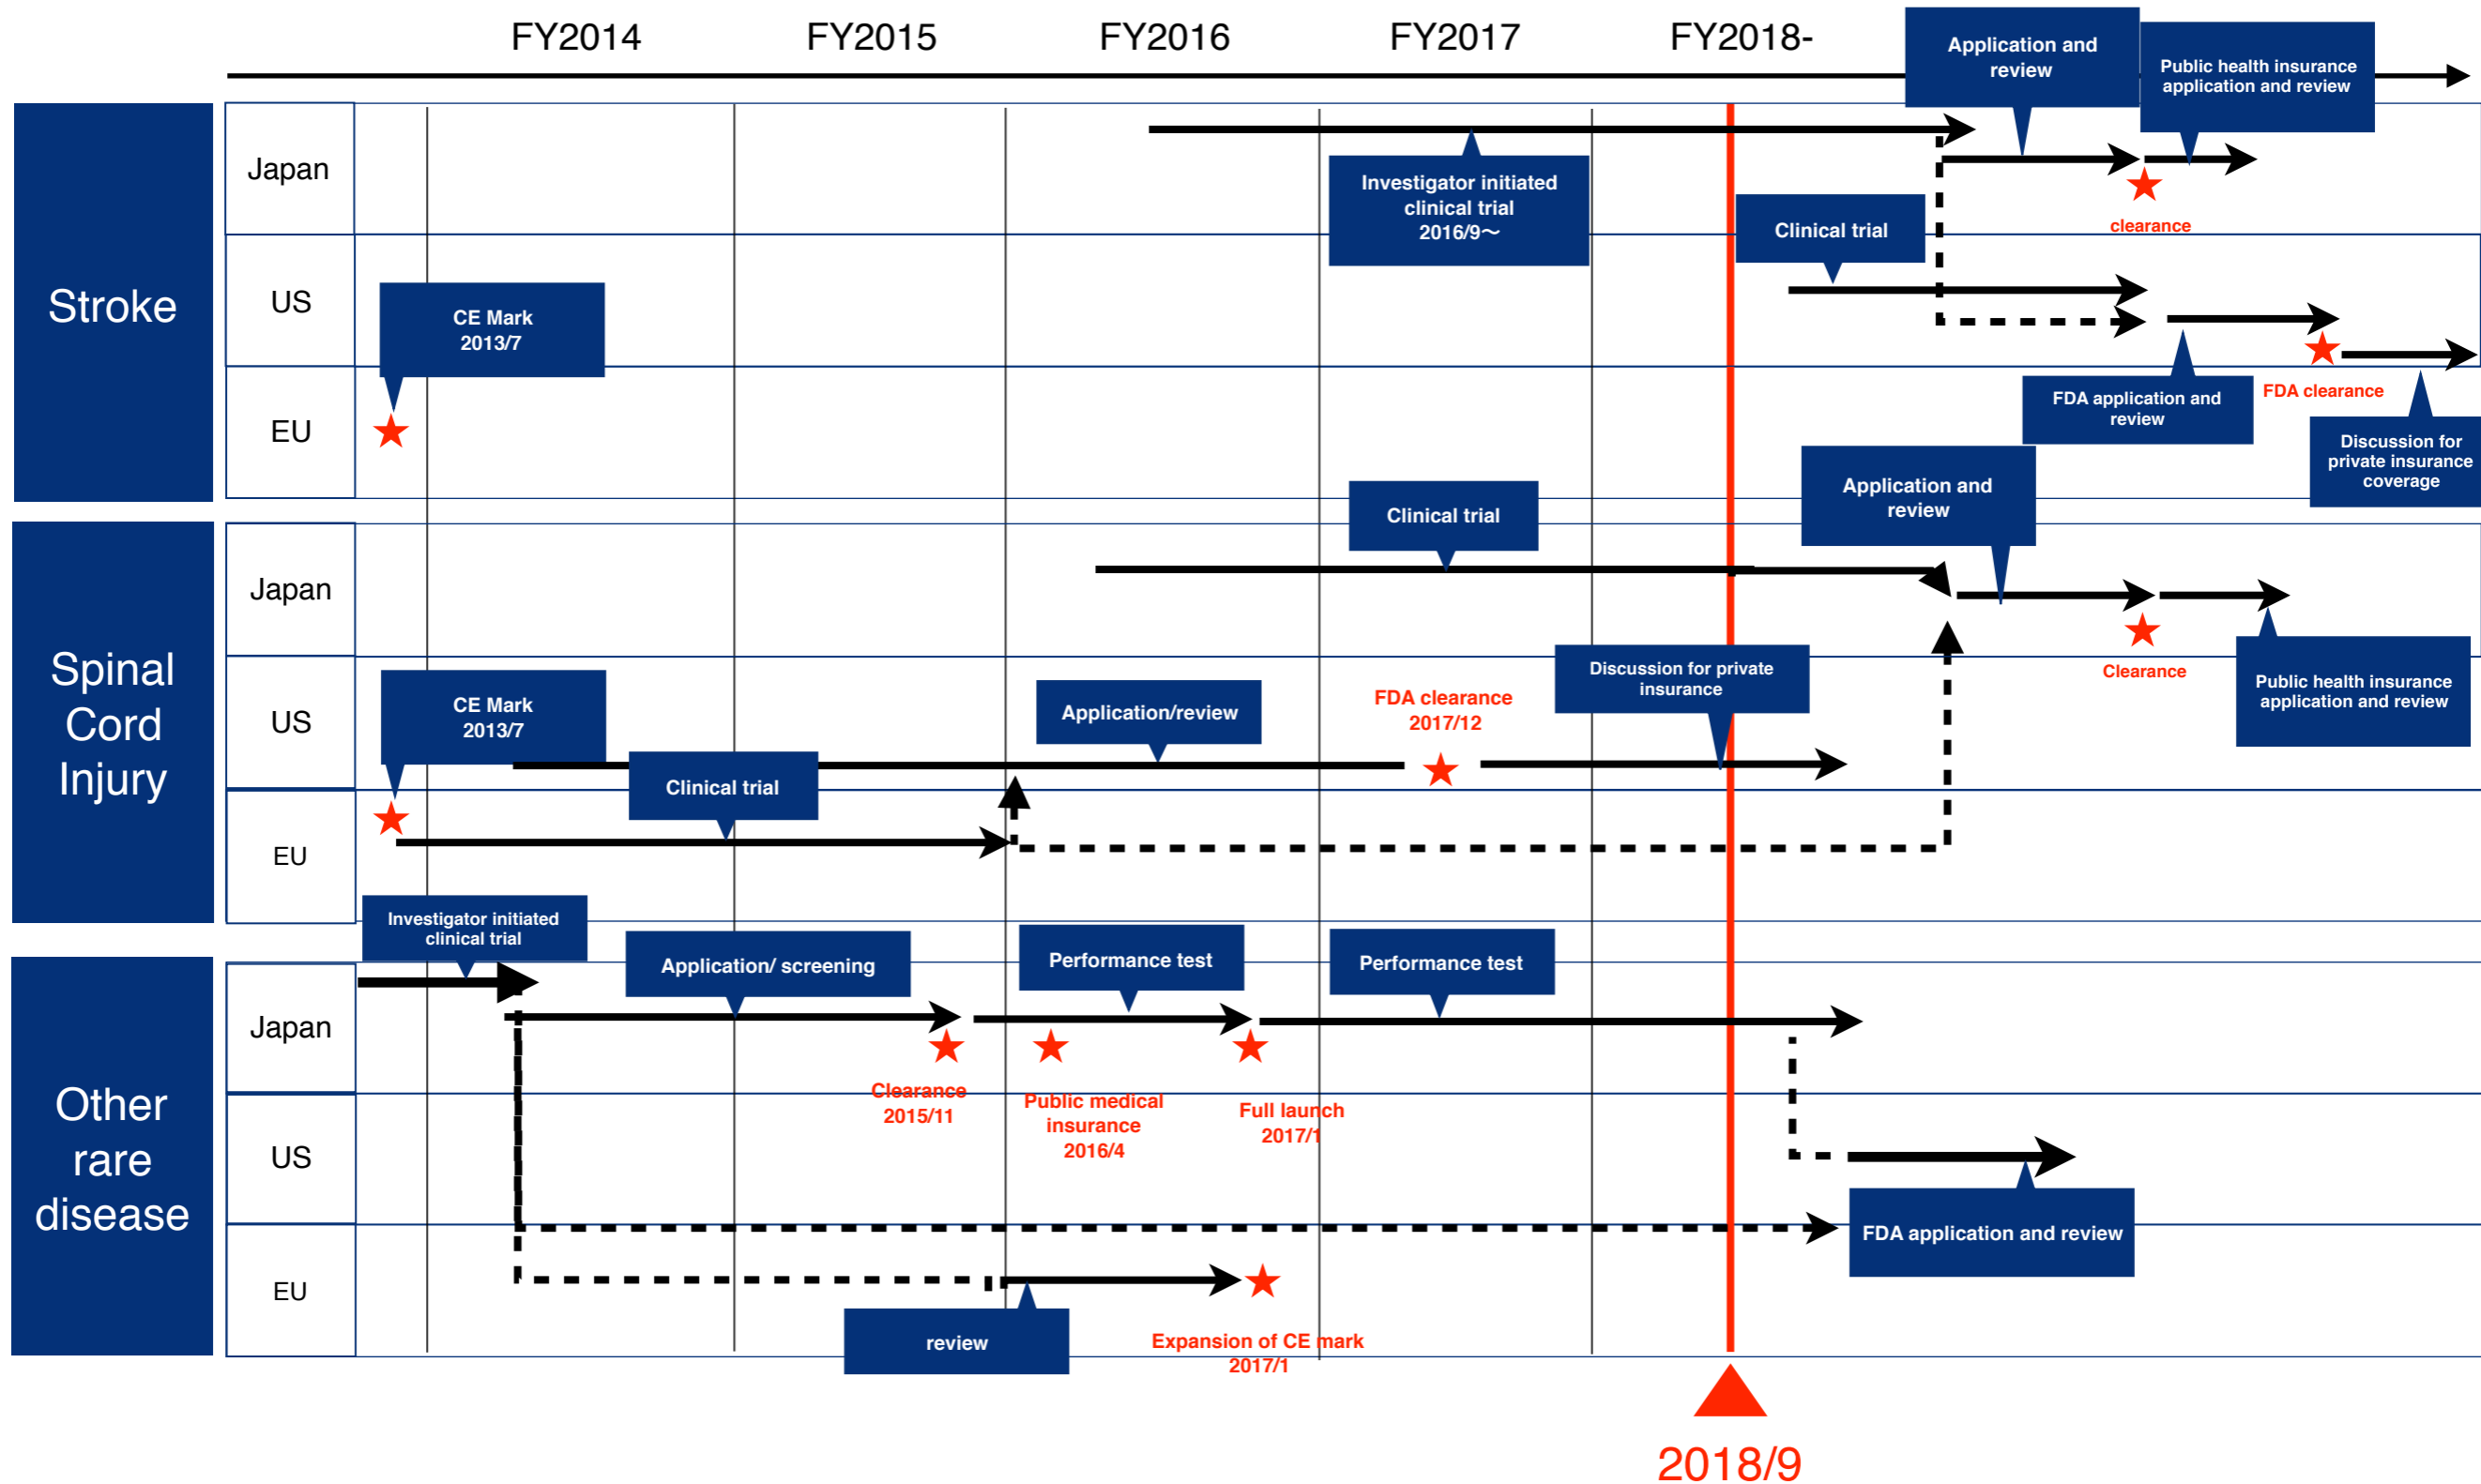 FY2014
FY2015
FY2016
FY2017
FY2018-
Application and
review
Public health insurance
application and review
Stroke
Japan
Investigator initiated
clinical trial
2016/9〜
Clinical trial
clearance
US
CE Mark
2013/7
FDA application and
review
FDA clearance
Discussion for
private insurance
coverage
EU
Spinal
Cord
Injury
Japan
Clinical trial
Application and
review
Clearance
Public health insurance
application and review
US
CE Mark
2013/7
Clinical trial
Application/review
FDA clearance
2017/12
Discussion for private
insurance
EU
Other
rare
disease
Japan
Investigator initiated
clinical trial
Application/ screening
Performance test
Performance test
Clearance
2015/11
Public medical
insurance
2016/4
Full launch
2017/1
US
FDA application and review
EU
review
Expansion of CE mark
2017/1
2018/9